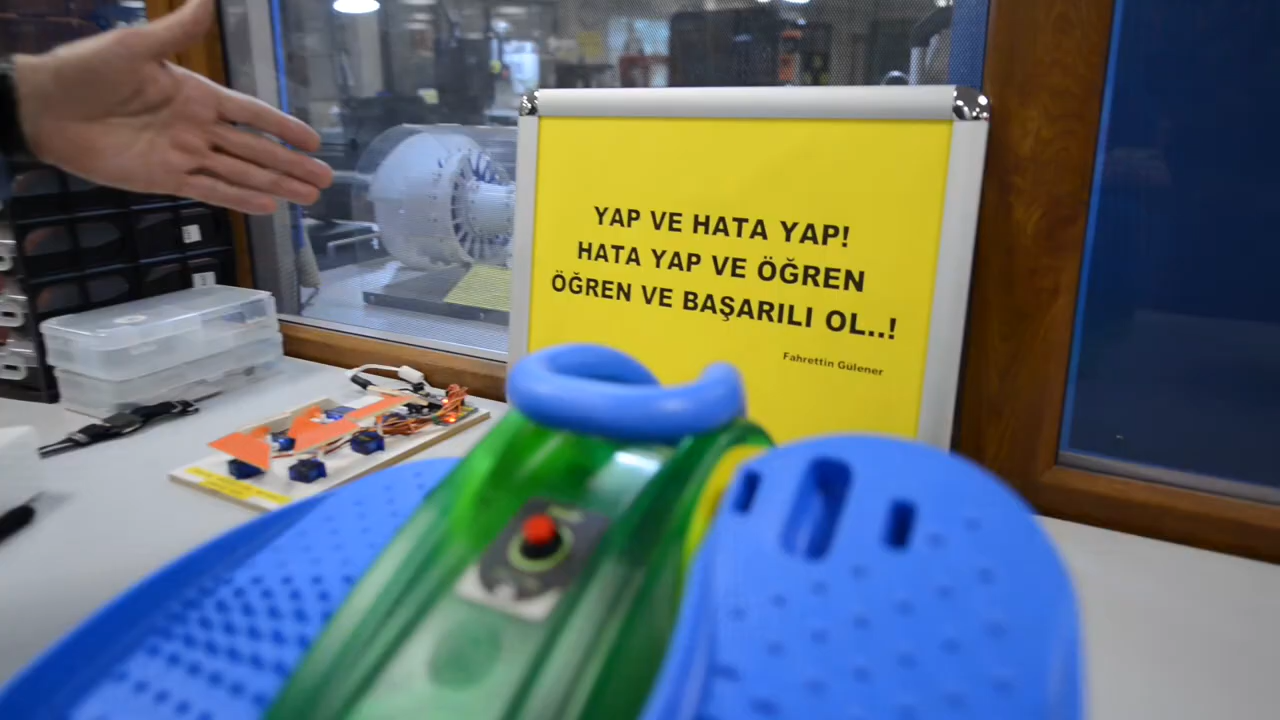 YAP VE HATA YAP!
HATA YAP VE ÖĞREN
ÖĞREN VE BAŞARILI OL..!
Fahrettin Gülener